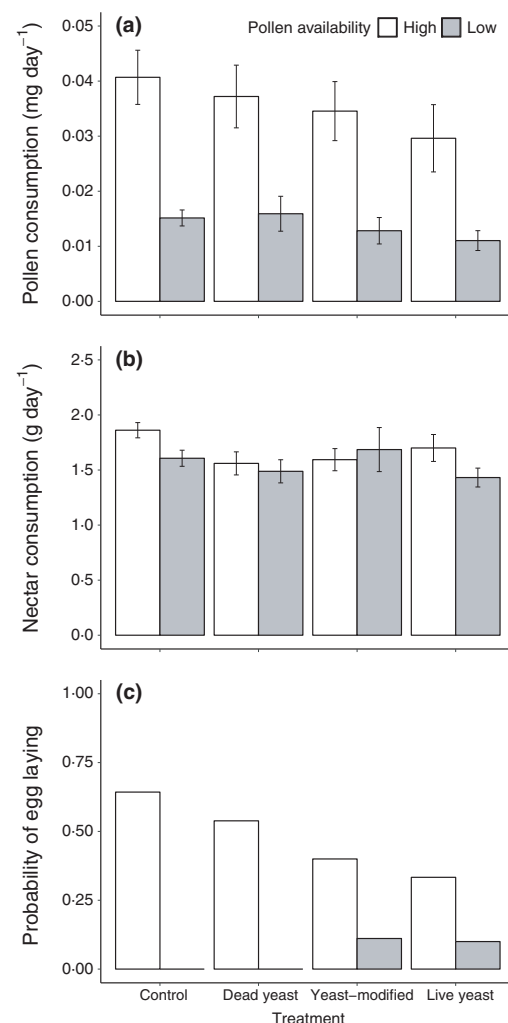 (a)
Pollen availability High Low
Pollen consumption (mg day−1)
0·05
0·04
0·03
0·02
0·01
0·00
(b)
Nectar consumption (g day−1)
2·5
2·0
1·5
1·0
0·5
0·0
(c)
Probability of egg laying
1·00
0·75
0·50
0·25
0·00
Control Dead yeast Yeast−modified Live yeast
Treatment